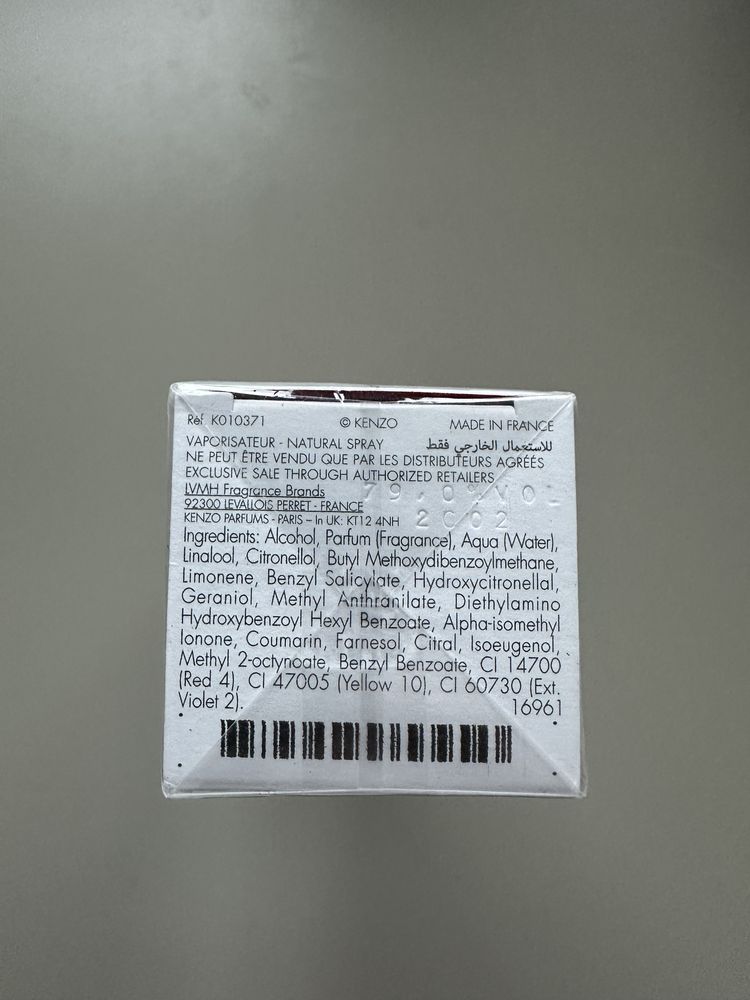 Réf. K010371 © KENZO MADE IN FRANCE
VAPORISATEUR - NATURAL SPRAY للاستعمال الخارجي فقط
NE PEUT ÊTRE VENDU QUE PAR LES DISTRIBUTEURS AGRÉÉS
EXCLUSIVE SALE THROUGH AUTHORIZED RETAILERS
LVMH Fragrance Brands 79,0% VOL
92300 LEVALLOIS PERRET - FRANCE
KENZO PARFUMS - PARIS – In UK: KT12 4NH 2C02
Ingredients: Alcohol, Parfum (Fragrance), Aqua (Water),
Linalool, Citronellol, Butyl Methoxydibenzoylmethane,
Limonene, Benzyl Salicylate, Hydroxycitronellal,
Geraniol, Methyl Anthranilate, Diethylamino
Hydroxybenzoyl Hexyl Benzoate, Alpha-isomethyl
Ionone, Coumarin, Farnesol, Citral, Isoeugenol,
Methyl 2-octynoate, Benzyl Benzoate, CI 14700
(Red 4), CI 47005 (Yellow 10), CI 60730 (Ext.
Violet 2). 16961